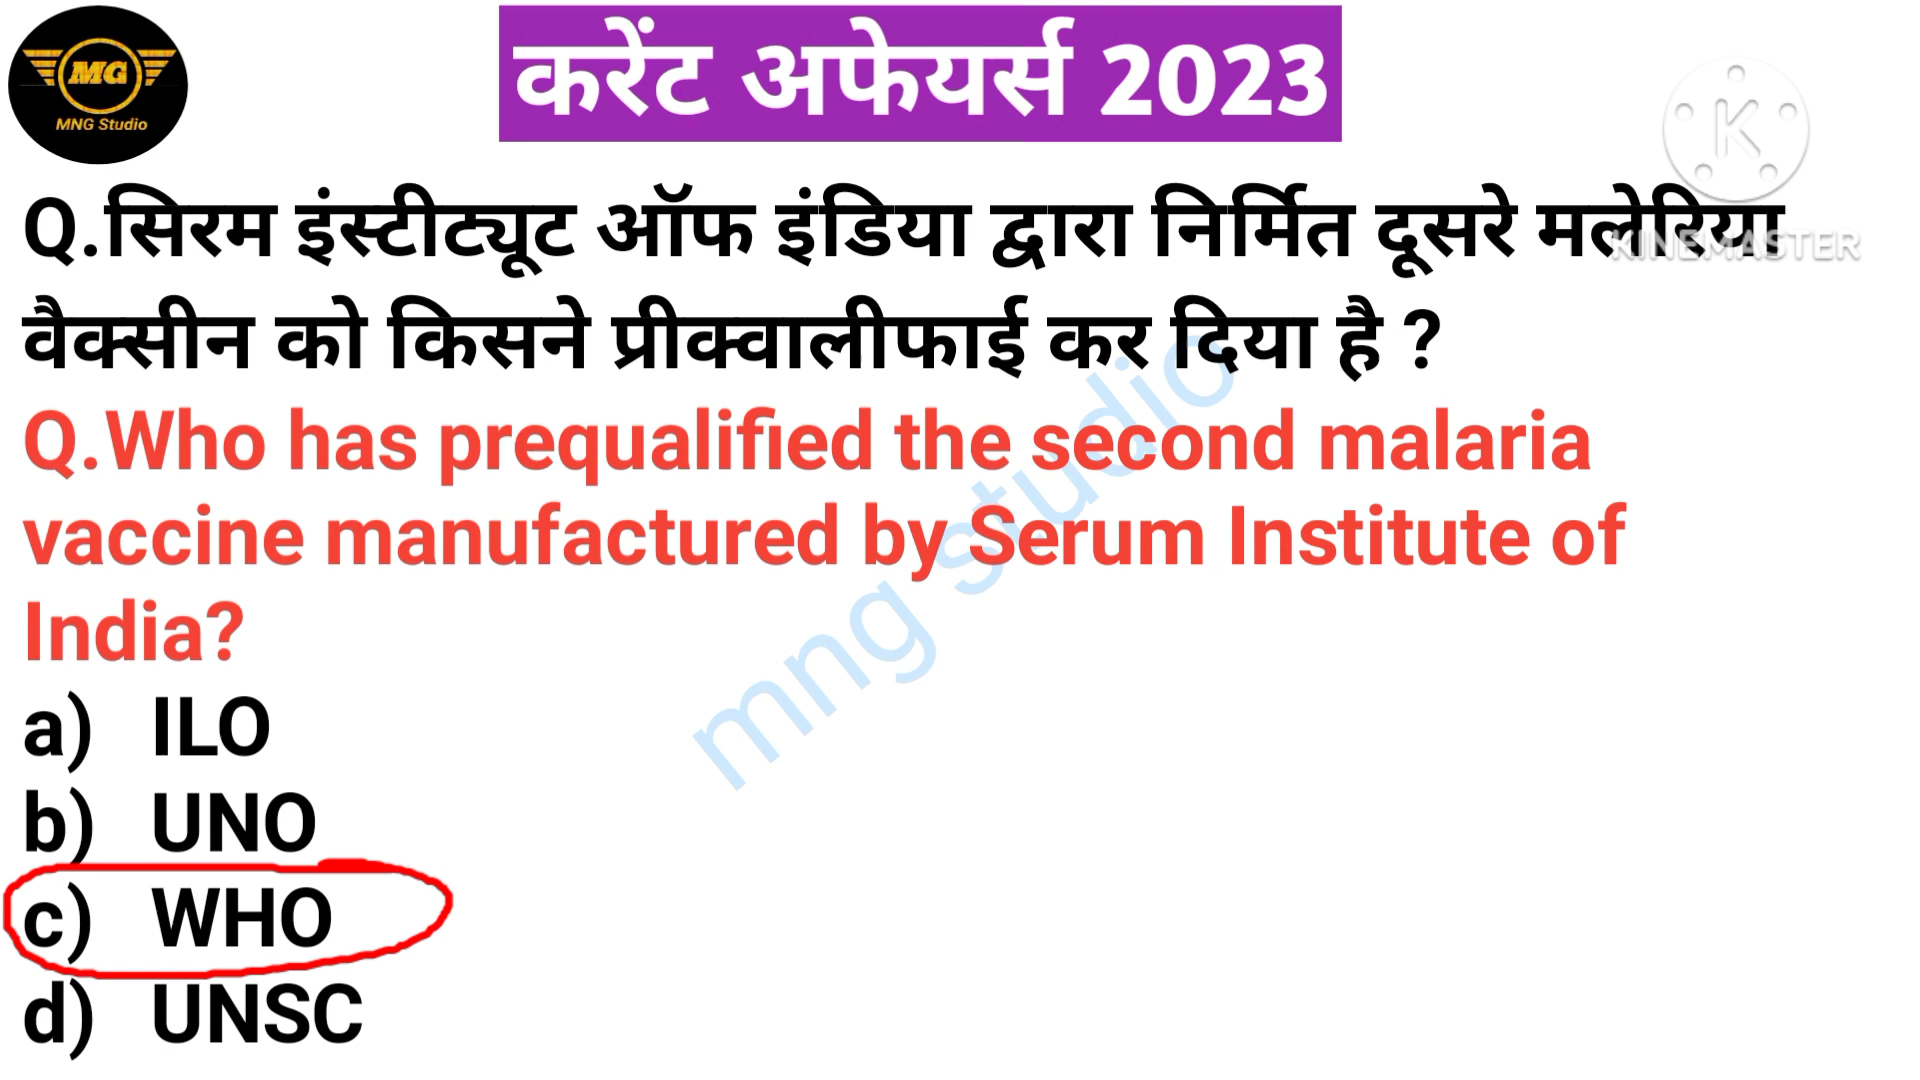 MG
MNG Studio
करेंट अफेयर्स 2023
K
KINEMASTER
Q.सिरम इंस्टीट्यूट ऑफ इंडिया द्वारा निर्मित दूसरे मलेरिया
वैक्सीन को किसने प्रीक्वालीफाई कर दिया है ?
Q.Who has prequalified the second malaria
vaccine manufactured by Serum Institute of
India?
mng studio
a) ILO
b) UNO
c) WHO
d) UNSC